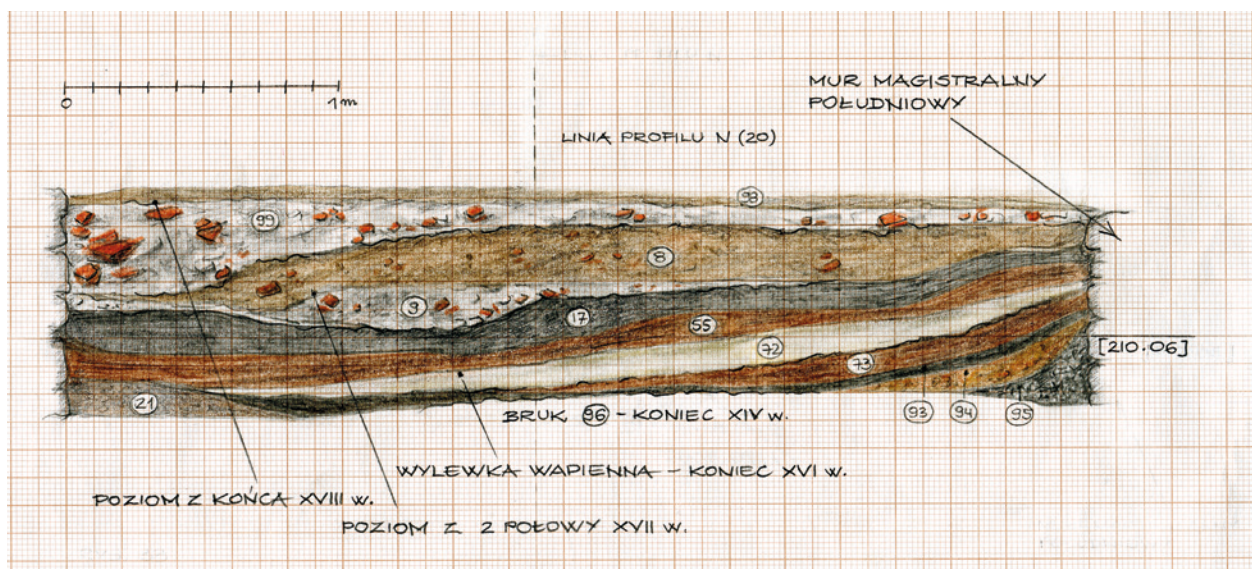 0
1m
MUR MAGISTRALNY
POŁUDNIOWY
LINIA PROFILU N (20)
98
99
8
9
17
55
72
[210.06]
73
21
BRUK 96 - KONIEC XIV w.
93
94
95
WYLEWKA WAPIENNA - KONIEC XVI w.
POZIOM Z KOŃCA XVIII w.
POZIOM Z 2 POŁOWY XVII w.